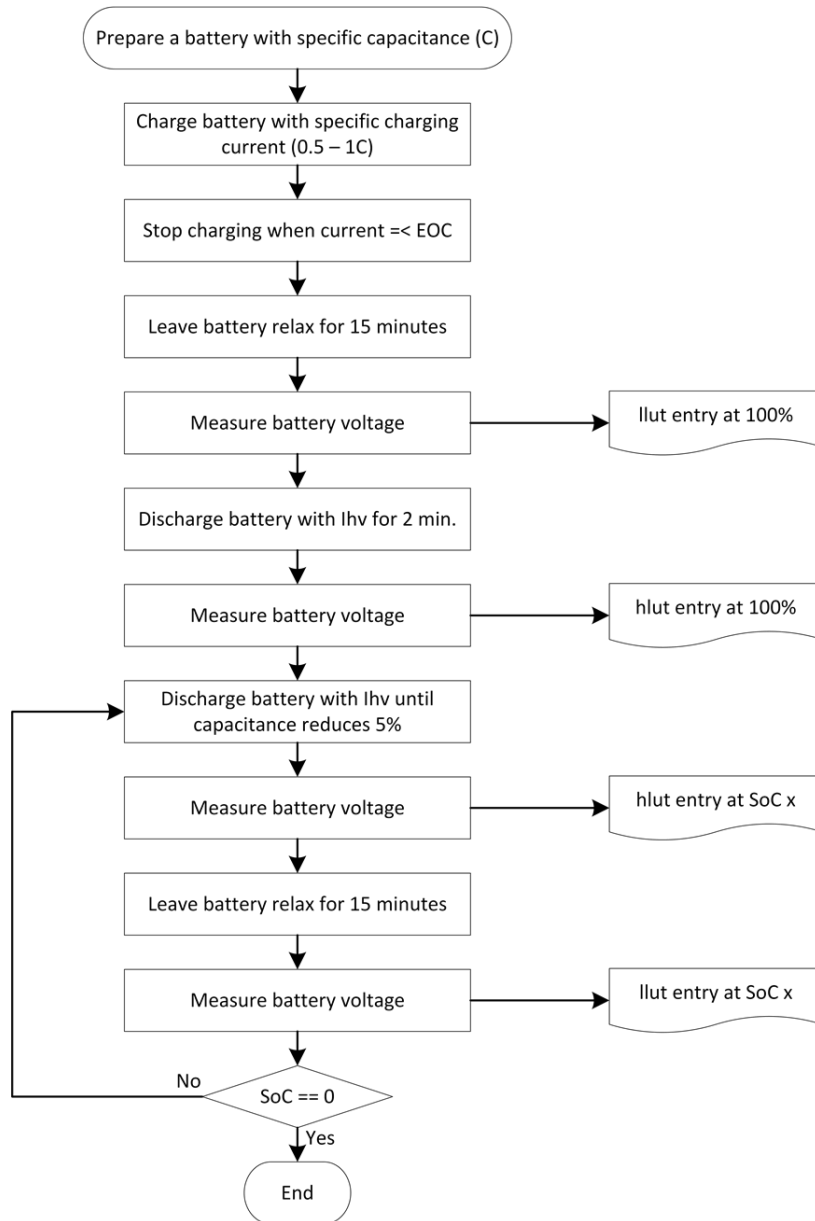 Prepare a battery with specific capacitance (C)
Charge battery with specific charging
current (0.5 – 1C)
Stop charging when current =< EOC
Leave battery relax for 15 minutes
Measure battery voltage
llut entry at 100%
Discharge battery with Ihv for 2 min.
Measure battery voltage
hlut entry at 100%
Discharge battery with Ihv until
capacitance reduces 5%
Measure battery voltage
hlut entry at SoC x
Leave battery relax for 15 minutes
Measure battery voltage
llut entry at SoC x
No
SoC == 0
Yes
End